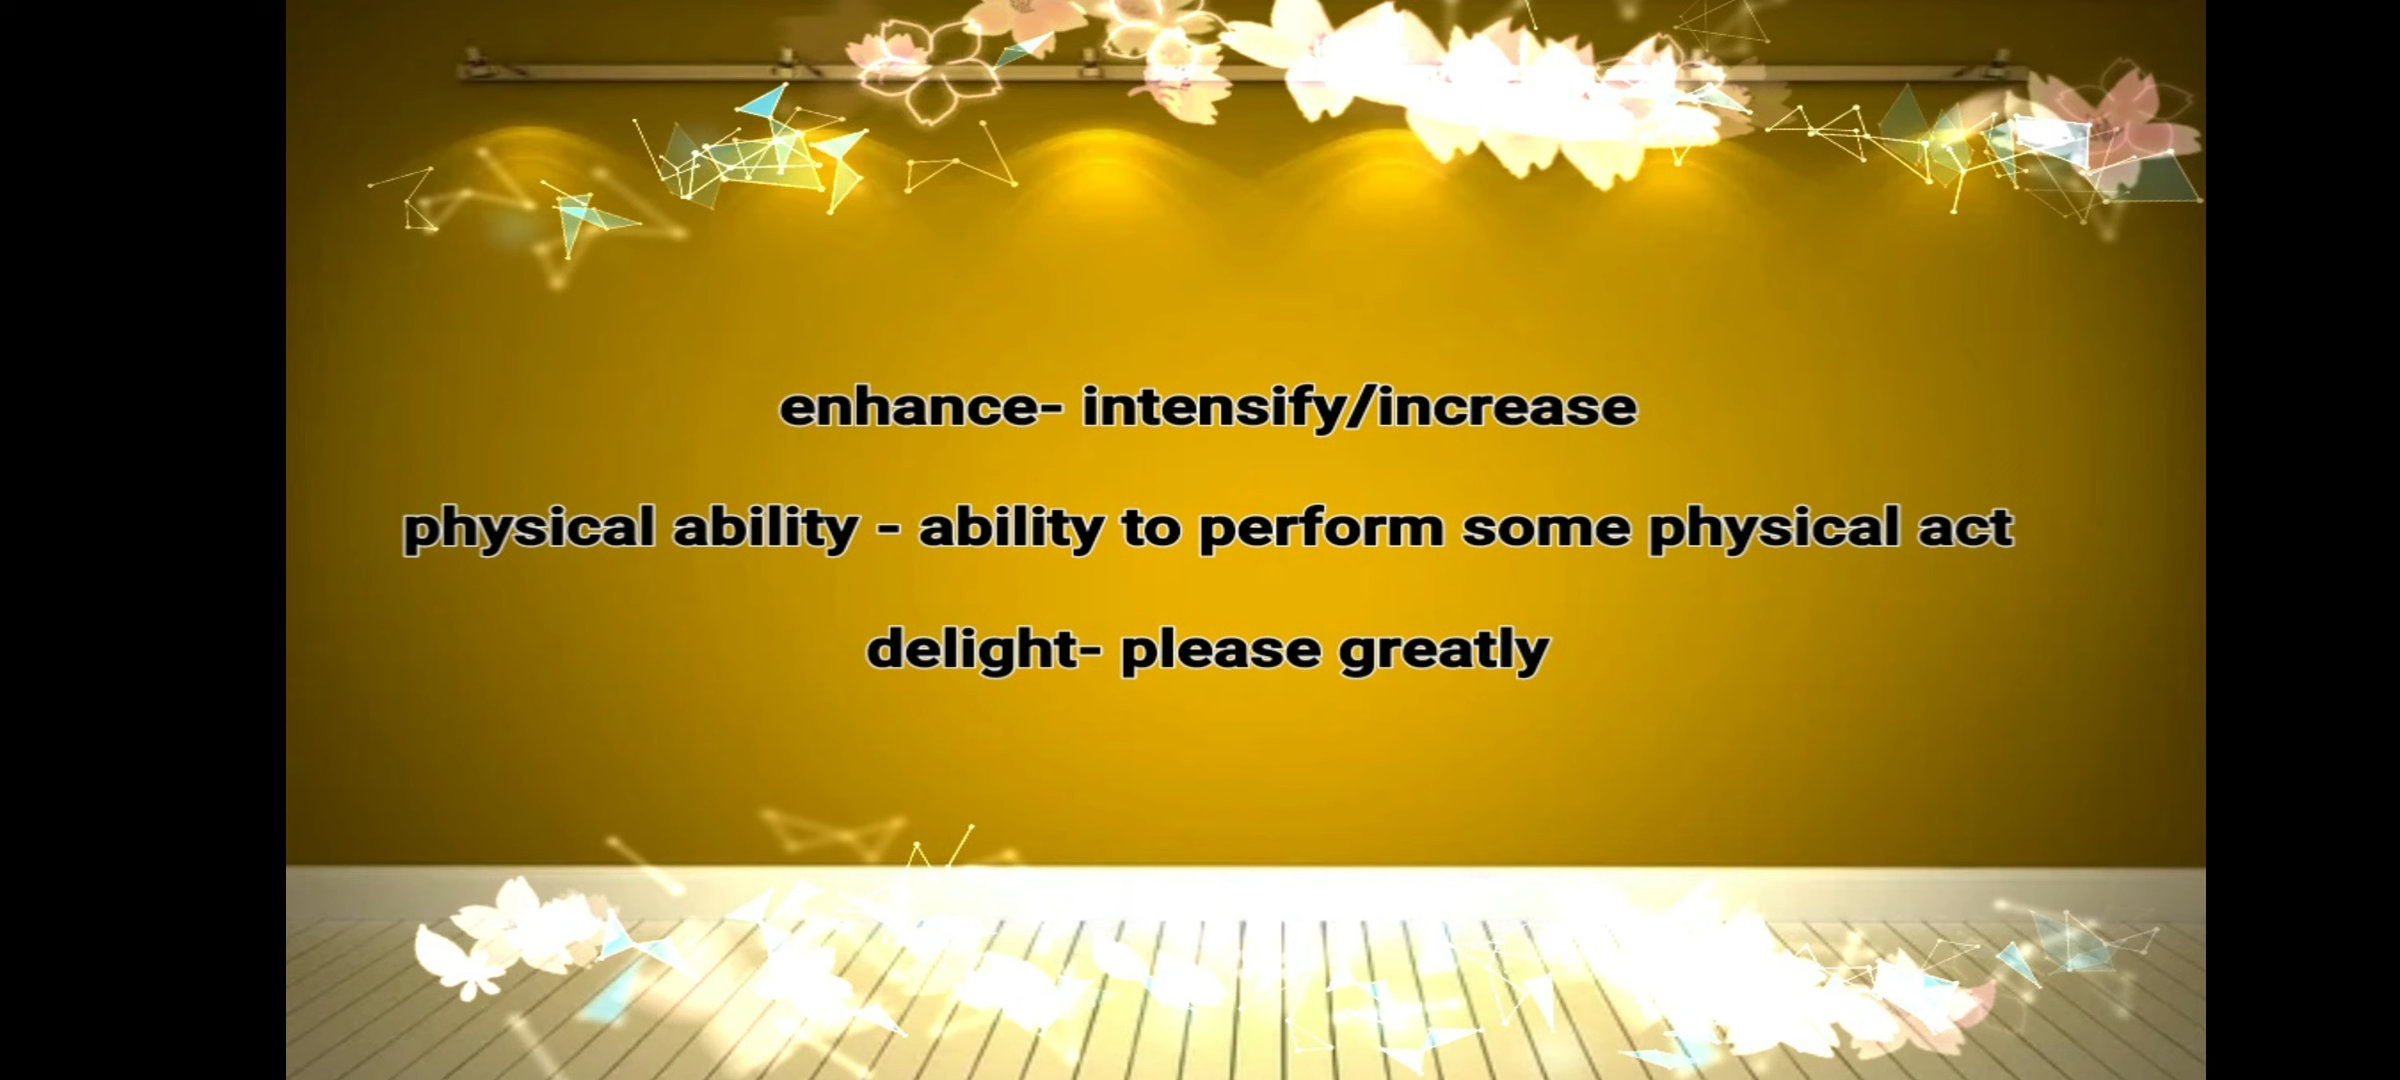 enhance- intensify/increase
physical ability - ability to perform some physical act
delight- please greatly